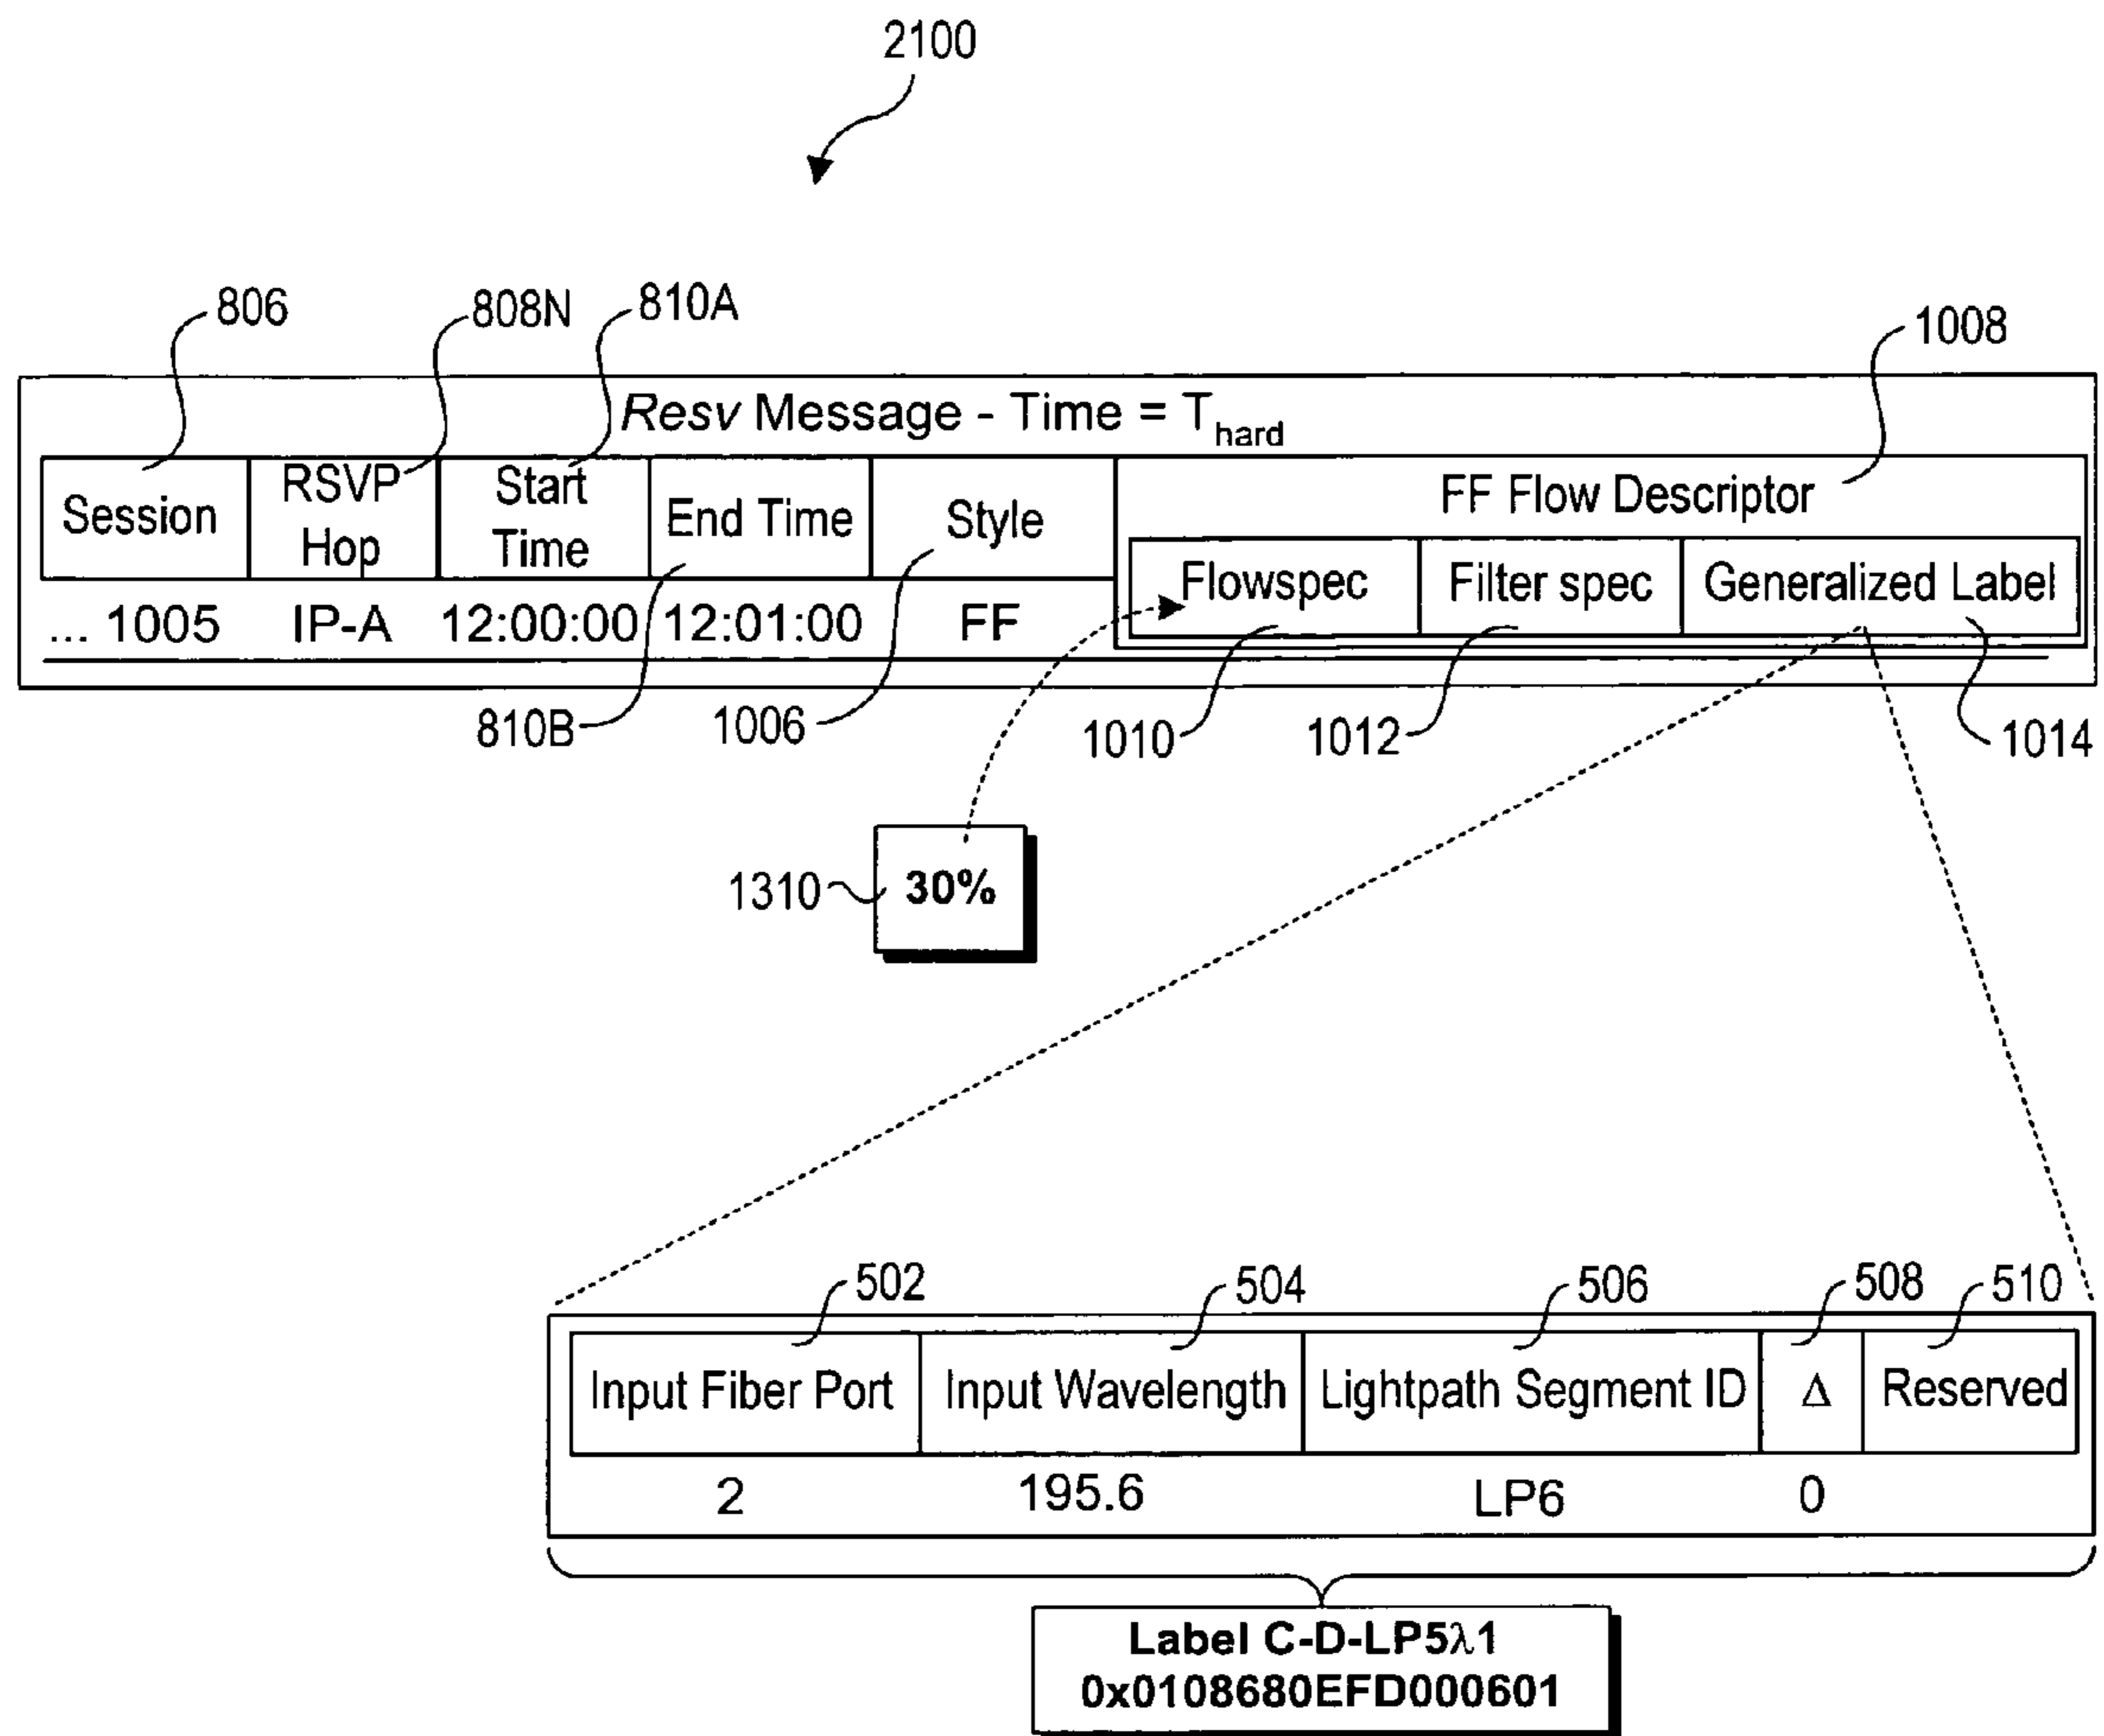 2100
806
808N
810A
1008
Resv Message - Time = Thard
Session
RSVP Hop
Start Time
End Time
Style
FF Flow Descriptor
Flowspec
Filter spec
Generalized Label
... 1005
IP-A
12:00:00
12:01:00
FF
810B
1006
1010
1012
1014
1310
30%
502
504
506
508
510
Input Fiber Port
Input Wavelength
Lightpath Segment ID
Δ
Reserved
2
195.6
LP6
0
Label C-D-LP5λ1
0x0108680EFD000601